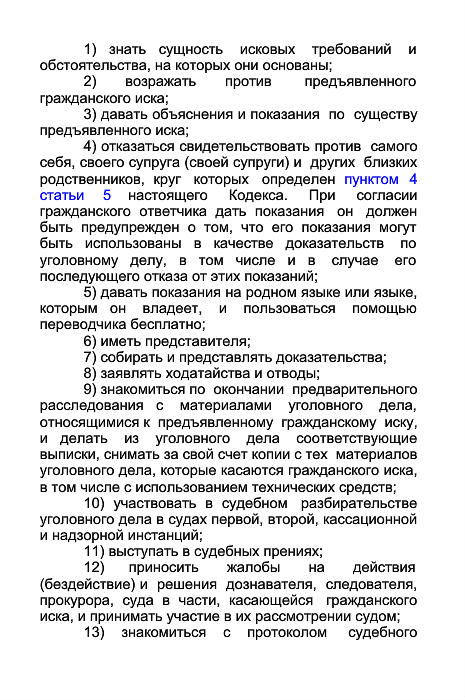 1) знать сущность исковых требований и
обстоятельства, на которых они основаны;
2) возражать против предъявленного
гражданского иска;
3) давать объяснения и показания по существу
предъявленного иска;
4) отказаться свидетельствовать против самого
себя, своего супруга (своей супруги) и других близких
родственников, круг которых определен пунктом 4
статьи 5 настоящего Кодекса. При согласии
гражданского ответчика дать показания он должен
быть предупрежден о том, что его показания могут
быть использованы в качестве доказательств по
уголовному делу, в том числе и в случае его
последующего отказа от этих показаний;
5) давать показания на родном языке или языке,
которым он владеет, и пользоваться помощью
переводчика бесплатно;
6) иметь представителя;
7) собирать и представлять доказательства;
8) заявлять ходатайства и отводы;
9) знакомиться по окончании предварительного
расследования с материалами уголовного дела,
относящимися к предъявленному гражданскому иску,
и делать из уголовного дела соответствующие
выписки, снимать за свой счет копии с тех материалов
уголовного дела, которые касаются гражданского иска,
в том числе с использованием технических средств;
10) участвовать в судебном разбирательстве
уголовного дела в судах первой, второй, кассационной
и надзорной инстанций;
11) выступать в судебных прениях;
12) приносить жалобы на действия
(бездействие) и решения дознавателя, следователя,
прокурора, суда в части, касающейся гражданского
иска, и принимать участие в их рассмотрении судом;
13) знакомиться с протоколом судебного